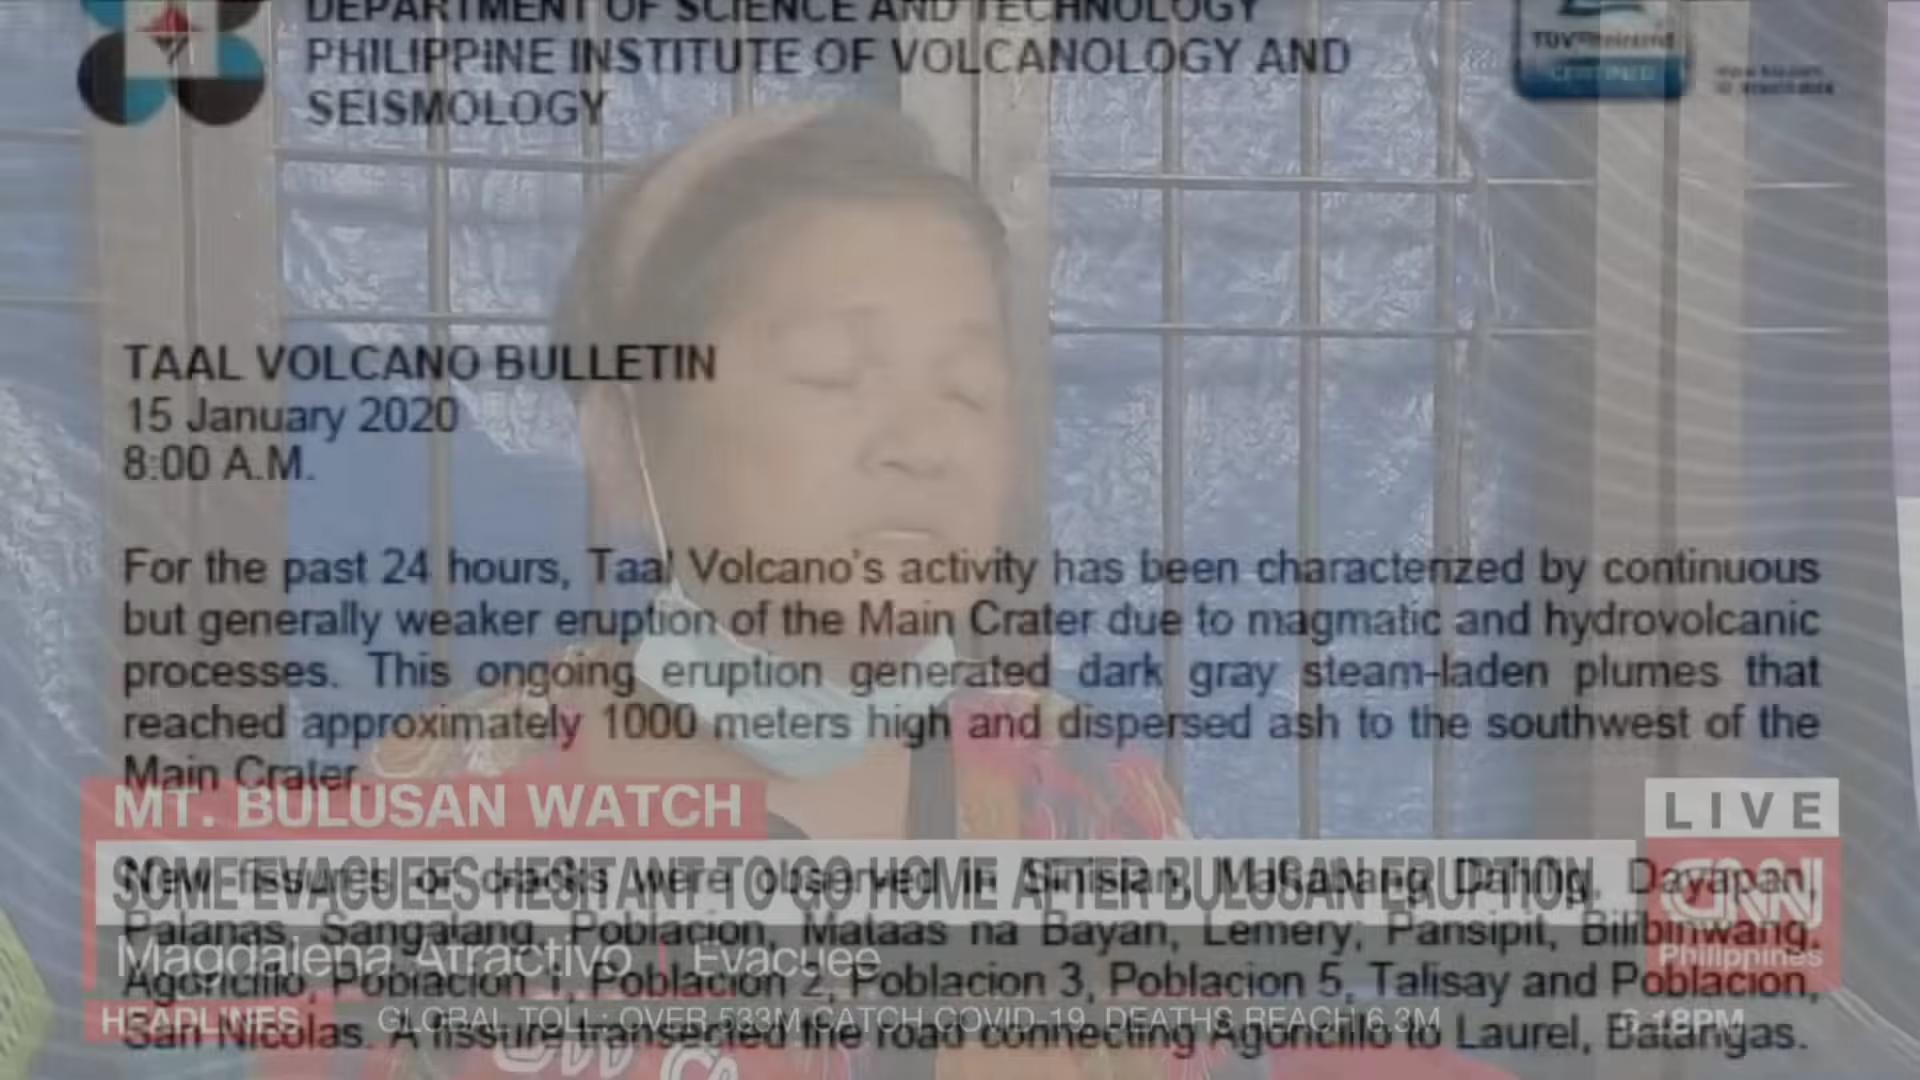 DEPARTMENT OF SCIENCE AND TECHNOLOGY
PHILIPPINE INSTITUTE OF VOLCANOLOGY AND
SEISMOLOGY
TÜVRheinland
CERTIFIED
TAAL VOLCANO BULLETIN
15 January 2020
8:00 A.M.
For the past 24 hours, Taal Volcano's activity has been characterized by continuous
but generally weaker eruption of the Main Crater due to magmatic and hydrovolcanic
processes. This ongoing eruption generated dark gray steam-laden plumes that
reached approximately 1000 meters high and dispersed ash to the southwest of the
Main Crater.
MT. BULUSAN WATCH
LIVE
SOME EVACUEES HESITANT TO GO HOME AFTER BULUSAN ERUPTION
New fissures or cracks were observed in Sinisian, Mahabang Dahilig, Dayapan,
CNN
Palanas, Sangalang, Poblacion, Mataas na Bayan, Lemery; Pansipit, Bilibinwang,
Philippines
Magdalena Atractivo | Evacuee
Agoncillo, Poblacion 1, Poblacion 2, Poblacion 3, Poblacion 5, Talisay and Poblacion,
HEADLINES GLOBAL TOLL: OVER 533M CATCH COVID-19, DEATHS REACH 6.3M 6:18PM
San Nicolas. A fissure transected the road connecting Agoncillo to Laurel, Batangas.